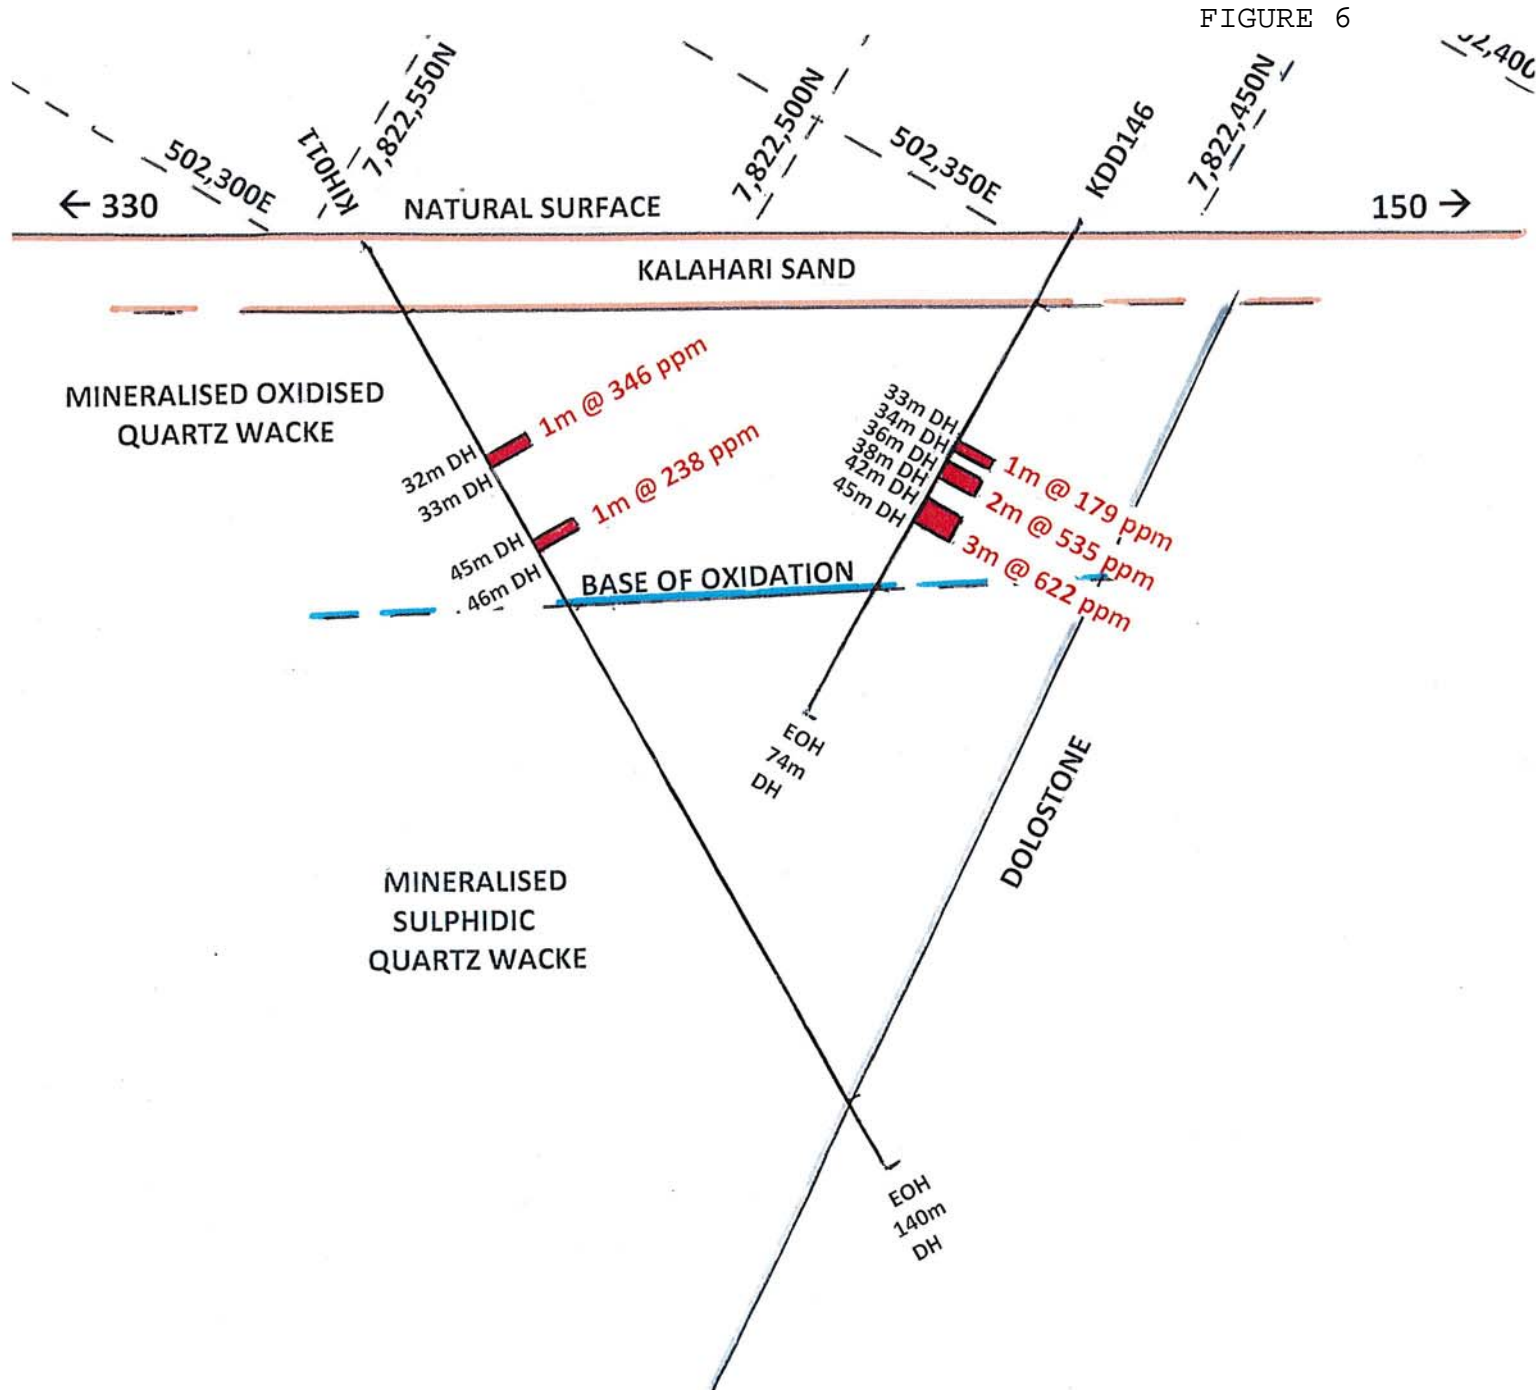 FIGURE 6
7,822,550N
7,822,500N
7,822,450N
502,300E
KIH011
502,350E
KDD146
← 330
NATURAL SURFACE
150 →
KALAHARI SAND
MINERALISED OXIDISED
QUARTZ WACKE
1m @ 346 ppm
32m DH
33m DH
1m @ 238 ppm
45m DH
46m DH
33m DH
34m DH
36m DH
38m DH
42m DH
45m DH
1m @ 179 ppm
2m @ 535 ppm
3m @ 622 ppm
BASE OF OXIDATION
EOH
74m
DH
DOLOSTONE
MINERALISED
SULPHIDIC
QUARTZ WACKE
EOH
140m
DH